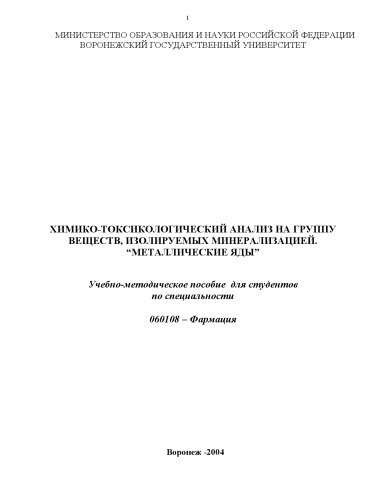 1
МИНИСТЕРСТВО ОБРАЗОВАНИЯ И НАУКИ РОССИЙСКОЙ ФЕДЕРАЦИИ
ВОРОНЕЖСКИЙ ГОСУДАРСТВЕННЫЙ УНИВЕРСИТЕТ
ХИМИКО-ТОКСИКОЛОГИЧЕСКИЙ АНАЛИЗ НА ГРУППУ
ВЕЩЕСТВ, ИЗОЛИРУЕМЫХ МИНЕРАЛИЗАЦИЕЙ.
“МЕТАЛЛИЧЕСКИЕ ЯДЫ”
Учебно-методическое пособие для студентов
по специальности
060108 – Фармация
Воронеж -2004